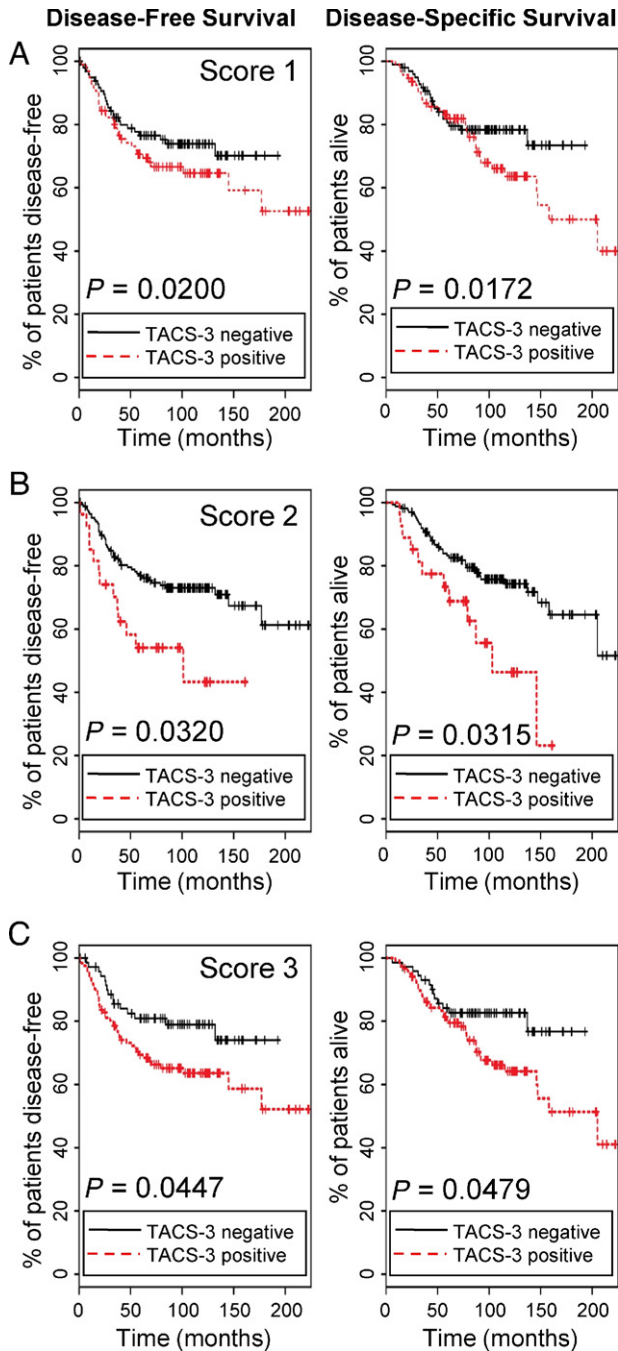 Disease-Free Survival
Disease-Specific Survival
A
Score 1
% of patients disease-free
0 20 40 60 80 100
P = 0.0200
TACS-3 negative
TACS-3 positive
0 50 100 150 200
Time (months)
% of patients alive
0 20 40 60 80 100
P = 0.0172
TACS-3 negative
TACS-3 positive
0 50 100 150 200
Time (months)
B
Score 2
% of patients disease-free
0 20 40 60 80 100
P = 0.0320
TACS-3 negative
TACS-3 positive
0 50 100 150 200
Time (months)
% of patients alive
0 20 40 60 80 100
P = 0.0315
TACS-3 negative
TACS-3 positive
0 50 100 150 200
Time (months)
C
Score 3
% of patients disease-free
0 20 40 60 80 100
P = 0.0447
TACS-3 negative
TACS-3 positive
0 50 100 150 200
Time (months)
% of patients alive
0 20 40 60 80 100
P = 0.0479
TACS-3 negative
TACS-3 positive
0 50 100 150 200
Time (months)